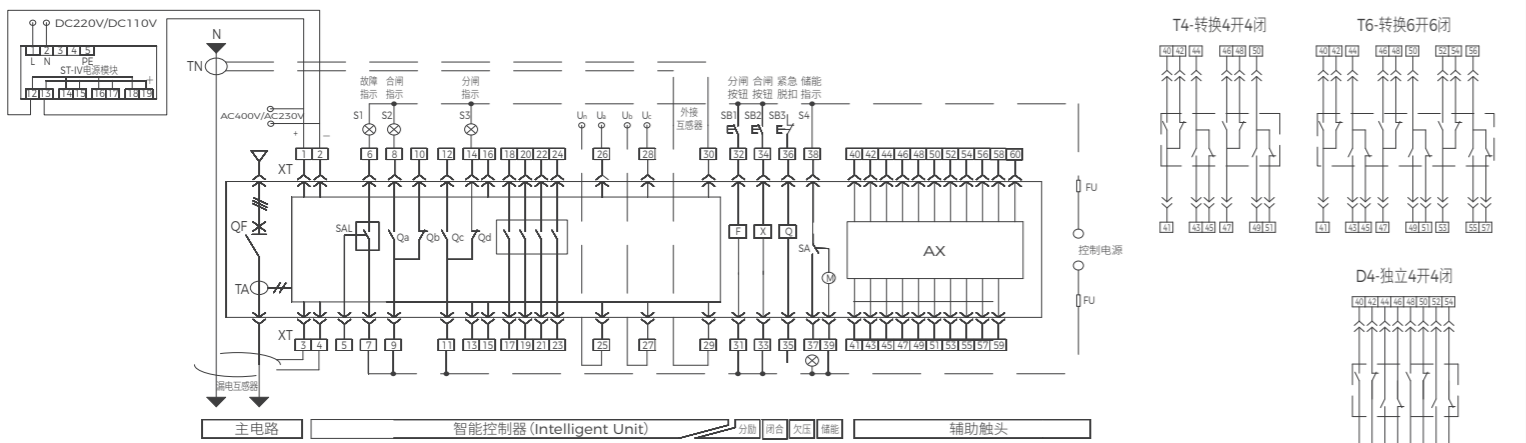 DC220V/DC110V
1 2 3 4 5
L N PE
ST-IV电源模块
+
12 13 14 15 16 17 18 19
N
TN
AC400V/AC230V
+ −
故障指示
合闸指示
分闸指示
S1 S2 S3
Un Ua Ub Uc
外接互感器
分闸按钮
合闸按钮
紧急脱扣
储能指示
SB1 SB2 SB3 S4
XT
1 2 6 8 10 12 14 16 18 20 22 24 26 28 30 32 34 36 38 40 42 44 46 48 50 52 54 56 58 60
FU
QF
SAL
Qa Qb Qc Qd
F X Q
SA
M
AX
控制电源
TA
FU
XT
3 4 5 7 9 11 13 15 17 19 21 23 25 27 29 31 33 35 37 39 41 43 45 47 49 51 53 55 57 59
漏电互感器
主电路
智能控制器(Intelligent Unit)
分励
闭合
欠压
储能
辅助触头
T4-转换4开4闭
40 42 44 46 48 50
41 43 45 47 49 51
T6-转换6开6闭
40 42 44 46 48 50 52 54 56
41 43 45 47 49 51 53 55 57
D4-独立4开4闭
40 42 44 46 48 50 52 54